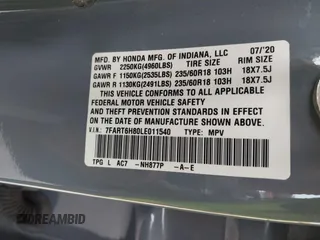 MFD. BY HONDA MFG. OF INDIANA, LLC 07/'20
GVWR 2250KG(4960LBS) TIRE SIZE RIM SIZE
GAWR F 1150KG(2535LBS) 235/60R18 103H 18X7.5J
GAWR R 1130KG(2491LBS) 235/60R18 103H 18X7.5J
THIS VEHICLE CONFORMS TO ALL APPLICABLE
FEDERAL MOTOR VEHICLE SAFETY
AND THEFT PREVENTION STANDARDS IN EFFECT ON
THE DATE OF MANUFACTURE SHOWN ABOVE.
V.I.N: 7FART6H80LE011540 TYPE: MPV
TPG L AC7 -NH877P -A-E
DREAMBID